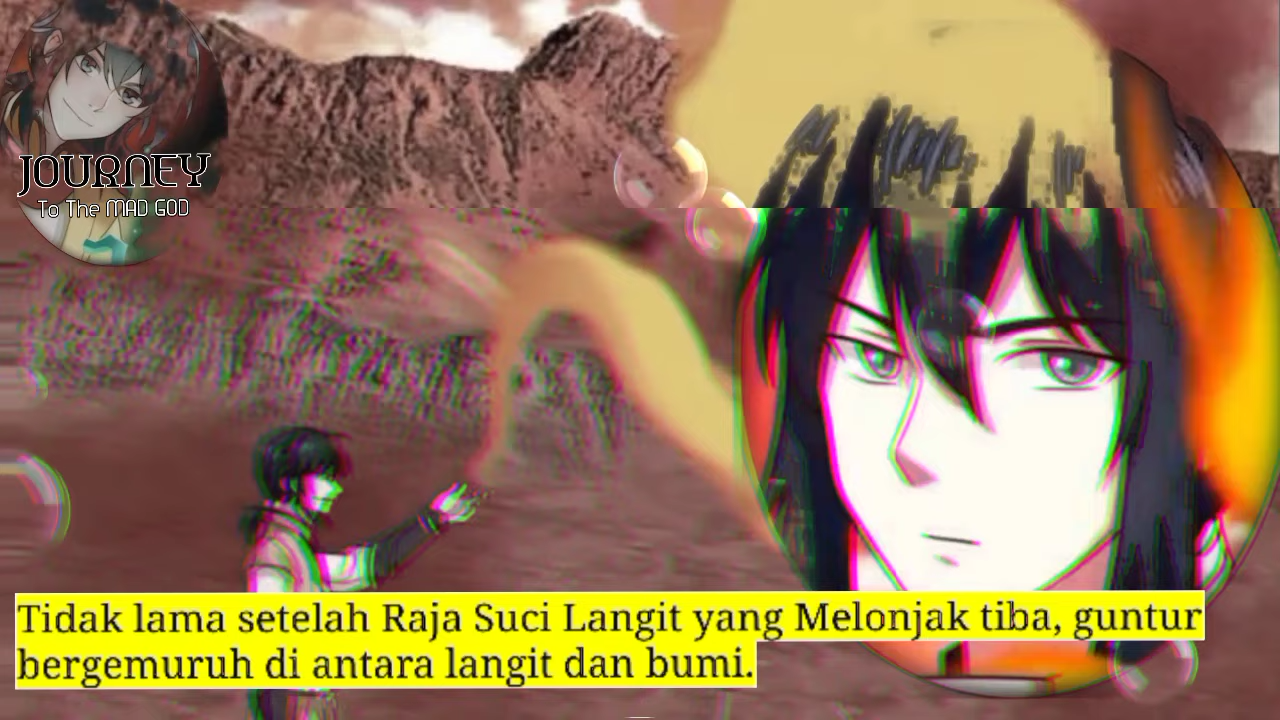 JOURNEY
To The MAD GOD
Tidak lama setelah Raja Suci Langit yang Melonjak tiba, guntur
bergemuruh di antara langit dan bumi.